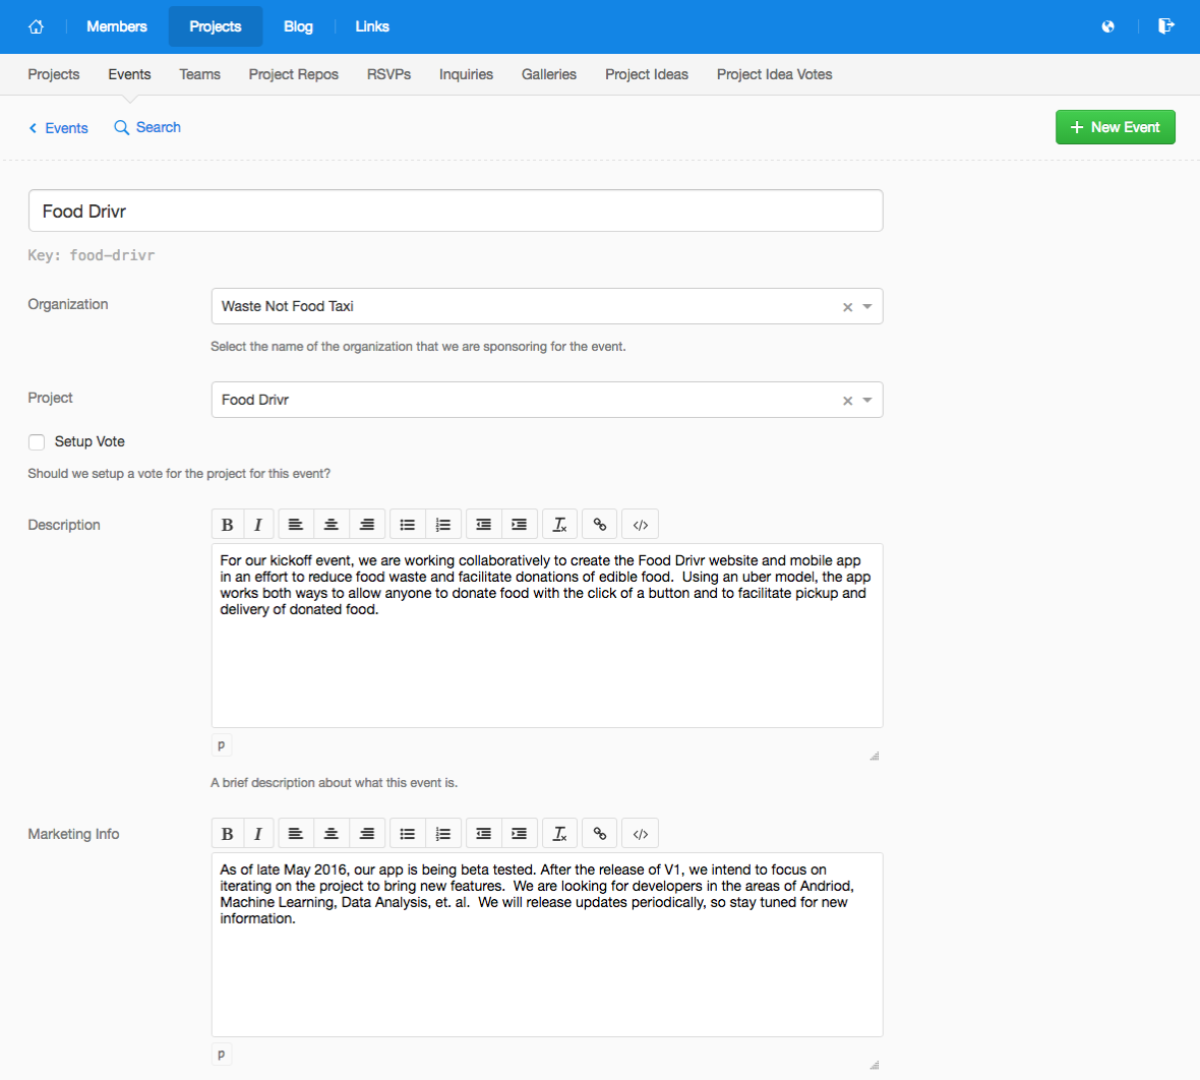 Members Projects Blog Links
Projects Events Teams Project Repos RSVPs Inquiries Galleries Project Ideas Project Idea Votes
Events Search + New Event
Food Drivr
Key: food-drivr
Organization Waste Not Food Taxi
Select the name of the organization that we are sponsoring for the event.
Project Food Drivr
Setup Vote
Should we setup a vote for the project for this event?
Description B I
For our kickoff event, we are working collaboratively to create the Food Drivr website and mobile app
in an effort to reduce food waste and facilitate donations of edible food.  Using an uber model, the app
works both ways to allow anyone to donate food with the click of a button and to facilitate pickup and
delivery of donated food.
p
A brief description about what this event is.
Marketing Info B I
As of late May 2016, our app is being beta tested. After the release of V1, we intend to focus on
iterating on the project to bring new features.  We are looking for developers in the areas of Andriod,
Machine Learning, Data Analysis, et. al.  We will release updates periodically, so stay tuned for new
information.
p